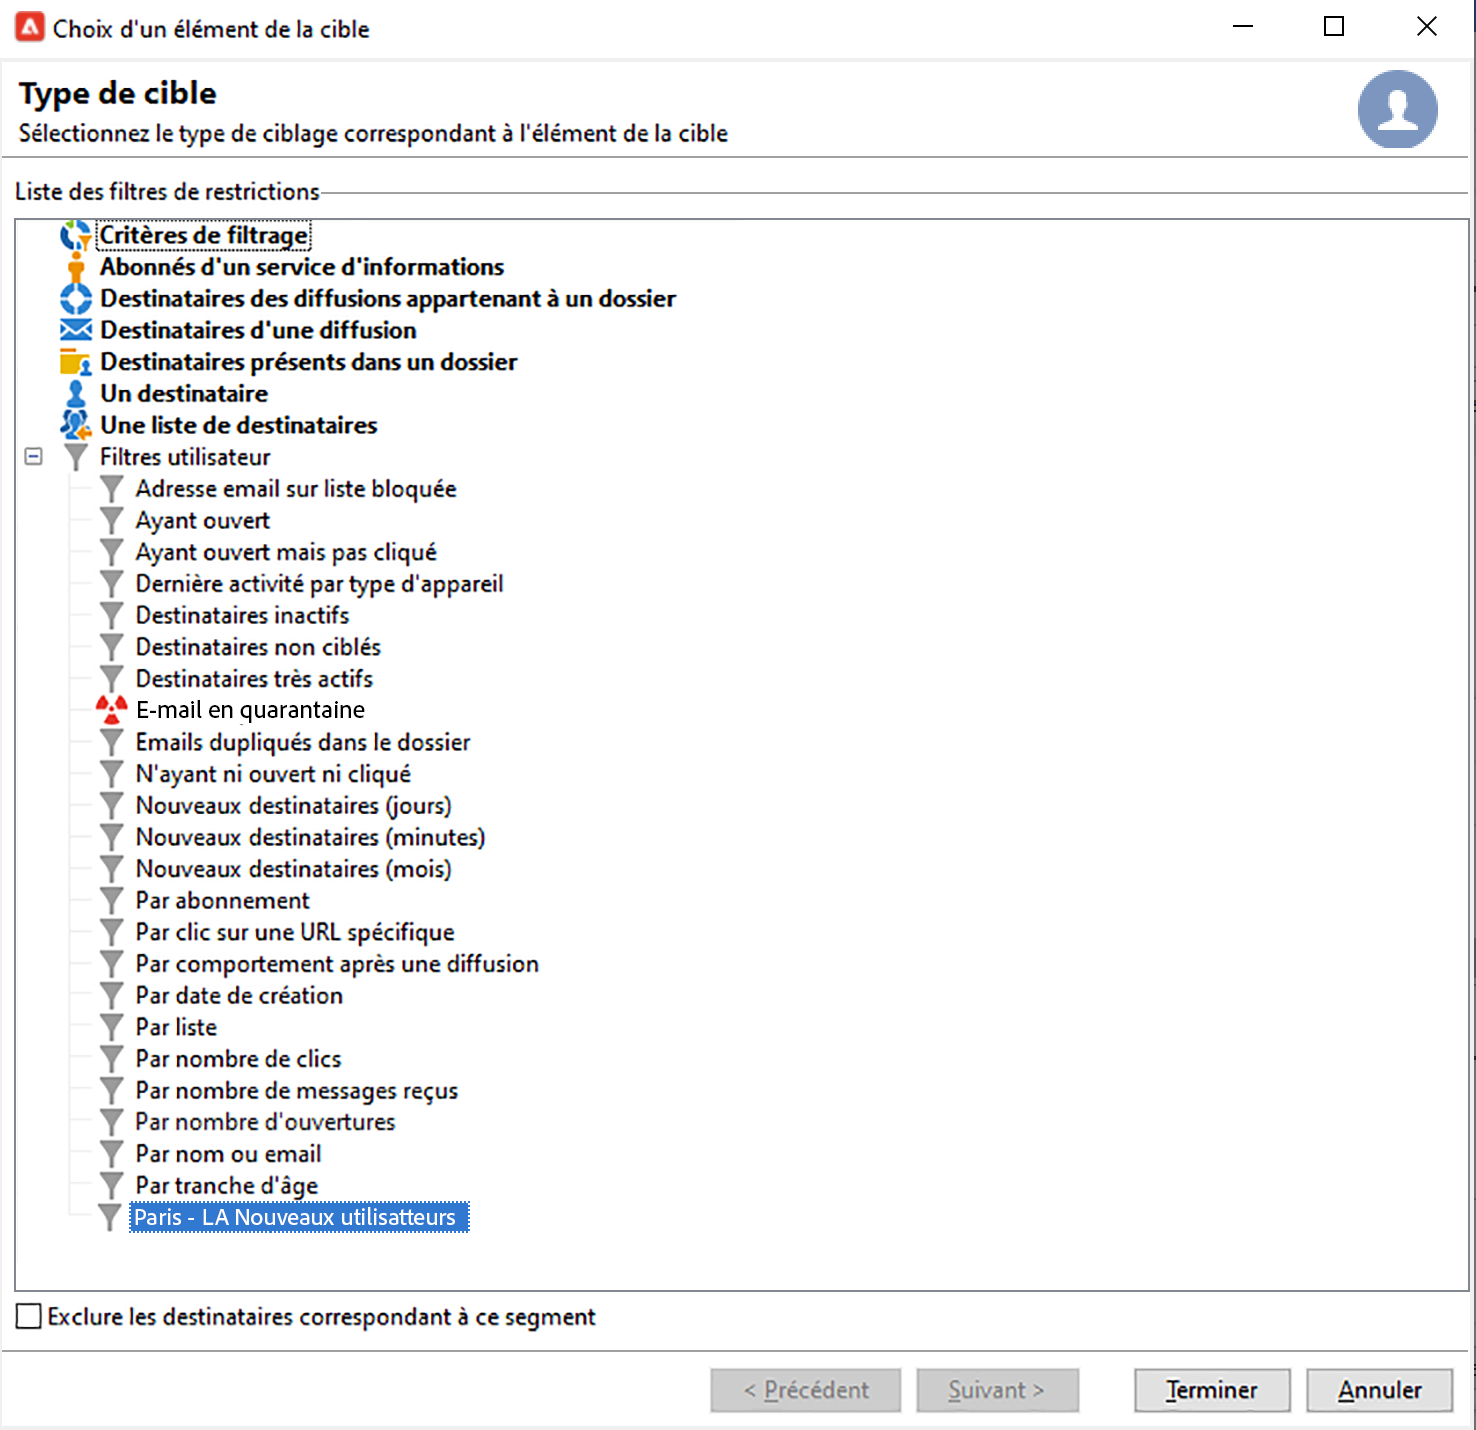 Choix d'un élément de la cible
Type de cible
Sélectionnez le type de ciblage correspondant à l'élément de la cible
Liste des filtres de restrictions
Critères de filtrage
Abonnés d'un service d'informations
Destinataires des diffusions appartenant à un dossier
Destinataires d'une diffusion
Destinataires présents dans un dossier
Un destinataire
Une liste de destinataires
Filtres utilisateur
Adresse email sur liste bloquée
Ayant ouvert
Ayant ouvert mais pas cliqué
Dernière activité par type d'appareil
Destinataires inactifs
Destinataires non ciblés
Destinataires très actifs
E-mail en quarantaine
Emails dupliqués dans le dossier
N'ayant ni ouvert ni cliqué
Nouveaux destinataires (jours)
Nouveaux destinataires (minutes)
Nouveaux destinataires (mois)
Par abonnement
Par clic sur une URL spécifique
Par comportement après une diffusion
Par date de création
Par liste
Par nombre de clics
Par nombre de messages reçus
Par nombre d'ouvertures
Par nom ou email
Par tranche d'âge
Paris - LA Nouveaux utilisatteurs
Exclure les destinataires correspondant à ce segment
< Précédent Suivant > Terminer Annuler